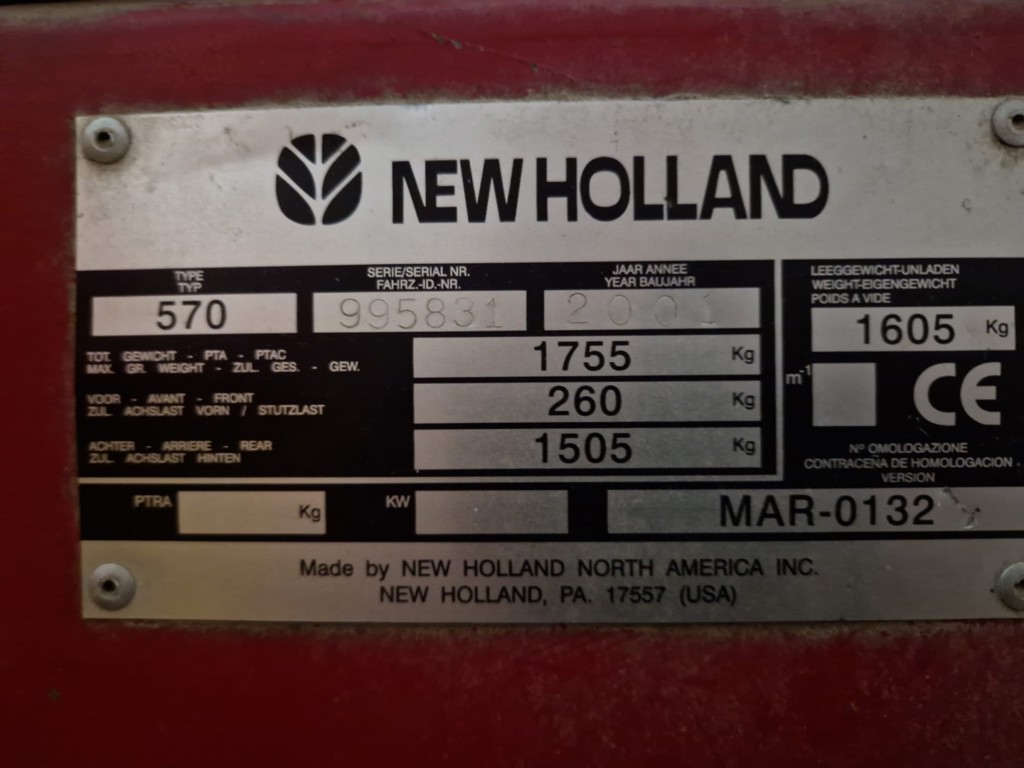 NEW HOLLAND
TYPE
TYP
570
SERIE/SERIAL NR.
FAHRZ.-ID.-NR.
995831
JAAR ANNEE
YEAR BAUJAHR
2001
LEEGGEWICHT-UNLADEN
WEIGHT-EIGENGEWICHT
POIDS A VIDE
1605 Kg
TOT. GEWICHT - PTA - PTAC
MAX. GR. WEIGHT - ZUL. GES. - GEW.
1755 Kg
VOOR - AVANT - FRONT
ZUL. ACHSLAST VORN / STUTZLAST
260 Kg
ACHTER - ARRIERE - REAR
ZUL. ACHSLAST HINTEN
1505 Kg
m-1
CE
Nº OMOLOGAZIONE
CONTRACEÑA DE HOMOLOGACION
VERSION
PTRA Kg
KW
MAR-0132
Made by NEW HOLLAND NORTH AMERICA INC.
NEW HOLLAND, PA. 17557 (USA)